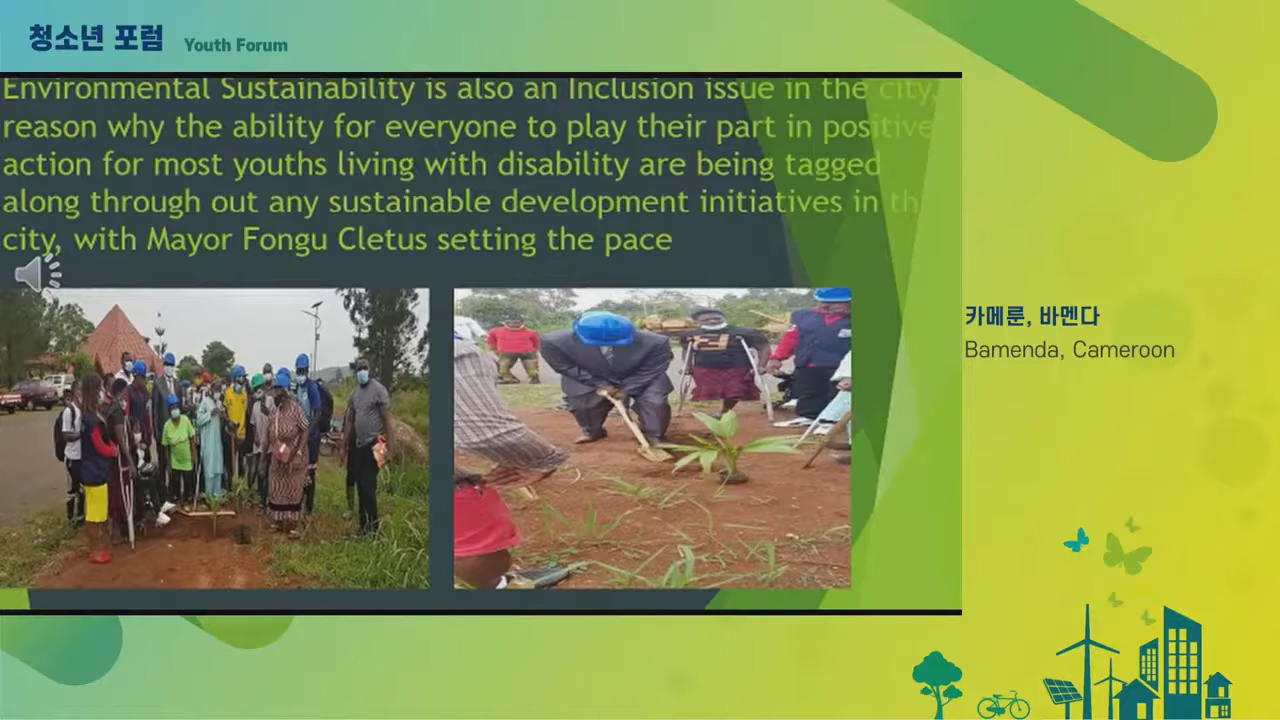 청소년 포럼 Youth Forum
Environmental Sustainability is also an Inclusion issue in the city,
reason why the ability for everyone to play their part in positive
action for most youths living with disability are being tagged
along through out any sustainable development initiatives in
city, with Mayor Fongu Cletus setting the pace
카메룬, 바멘다
Bamenda, Cameroon